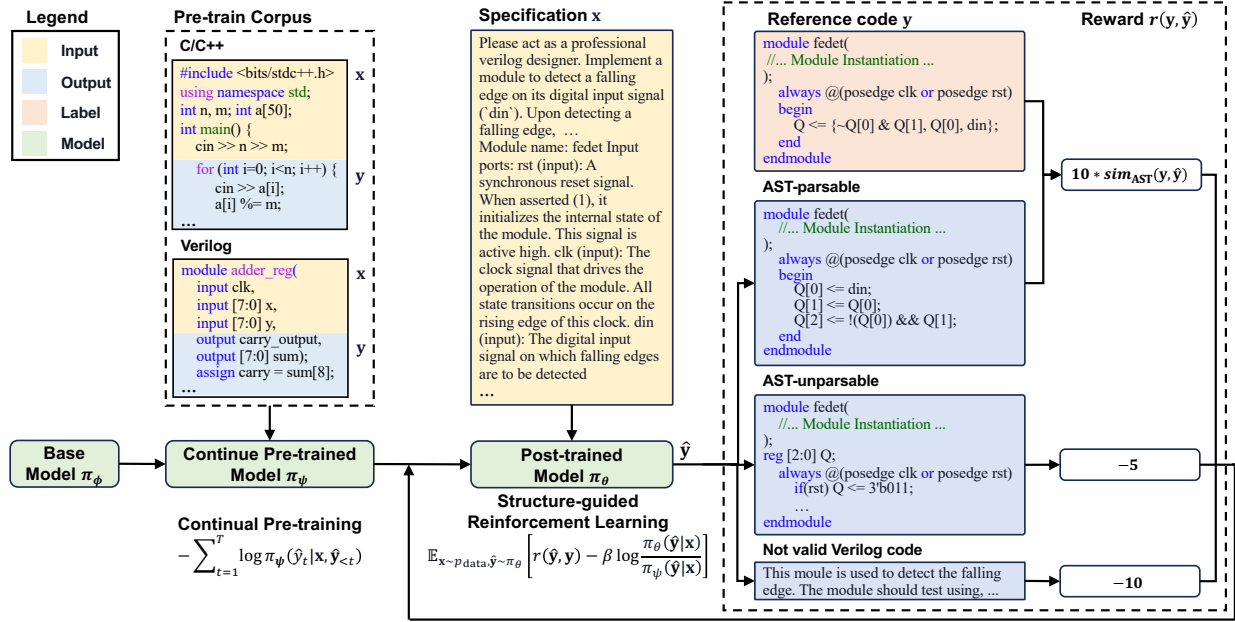 Legend
Input
Output
Label
Model
Pre-train Corpus
C/C++
#include <bits/stdc++.h>
using namespace std;
int n, m; int a[50];
int main() {
cin >> n >> m;
x
for (int i=0; i<n; i++) {
cin >> a[i];
a[i] %= m;
...
y
Verilog
module adder_reg(
input clk,
input [7:0] x,
input [7:0] y,
x
output carry_output,
output [7:0] sum);
assign carry = sum[8];
...
y
Specification x
Please act as a professional
verilog designer. Implement
a module to detect a falling
edge on its digital input signal
(`din`). Upon detecting a
falling edge, ...
Module name: fedet Input
ports: rst (input): A
synchronous reset signal.
When asserted (1), it
initializes the internal state of
the module. This signal is
active high. clk (input): The
clock signal that drives the
operation of the module. All
state transitions occur on the
rising edge of this clock. din
(input): The digital input
signal on which falling edges
are to be detected
...
Base
Model π_ϕ
Continue Pre-trained
Model π_ψ
Post-trained
Model π_θ
ŷ
Continual Pre-training
− ∑_{t=1}^{T} log π_ψ(ŷ_t|x, ŷ_{<t})
Structure-guided
Reinforcement Learning
𝔼_{x~p_data, ŷ~π_θ} [r(ŷ, y) − β log π_θ(ŷ|x) / π_ψ(ŷ|x)]
Reference code y
module fedet(
//... Module Instantiation ...
);
always @(posedge clk or posedge rst)
begin
Q <= {~Q[0] & Q[1], Q[0], din};
end
endmodule
AST-parsable
module fedet(
//... Module Instantiation ...
);
always @(posedge clk or posedge rst)
begin
Q[0] <= din;
Q[1] <= Q[0];
Q[2] <= !(Q[0]) && Q[1];
end
endmodule
AST-unparsable
module fedet(
//... Module Instantiation ...
);
reg [2:0] Q;
always @(posedge clk or posedge rst)
if(rst) Q <= 3'b011;
...
endmodule
Not valid Verilog code
This moule is used to detect the falling
edge. The module should test using, ...
Reward r(y, ŷ)
10 * sim_AST(y, ŷ)
−5
−10